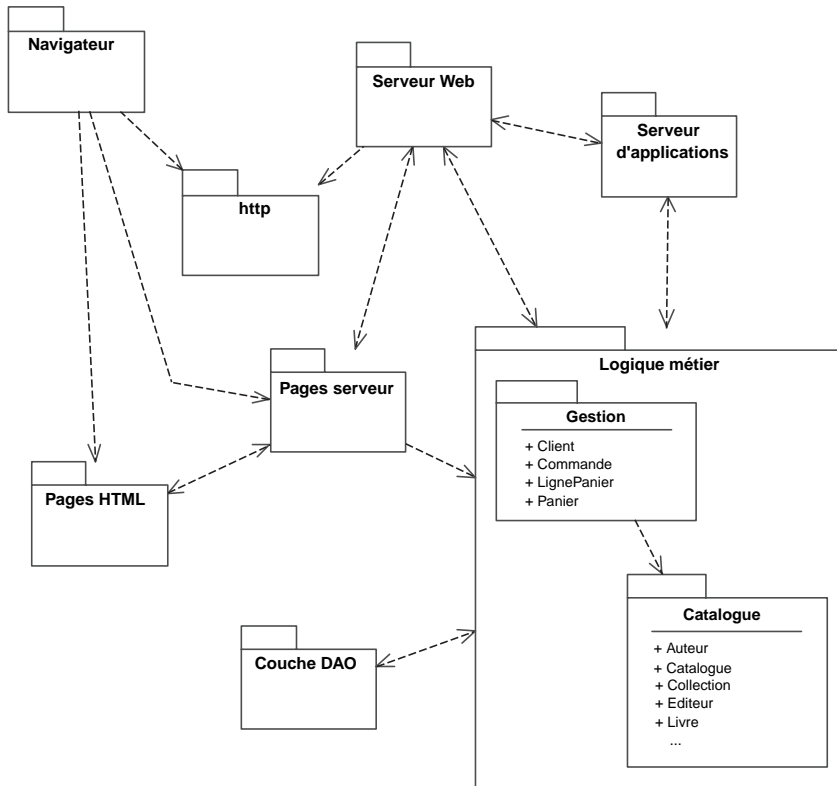 Navigateur
Serveur Web
Serveur
d'applications
http
Logique métier
Pages serveur
Gestion
+ Client
+ Commande
+ LignePanier
+ Panier
Pages HTML
Catalogue
+ Auteur
+ Catalogue
+ Collection
+ Editeur
+ Livre
...
Couche DAO